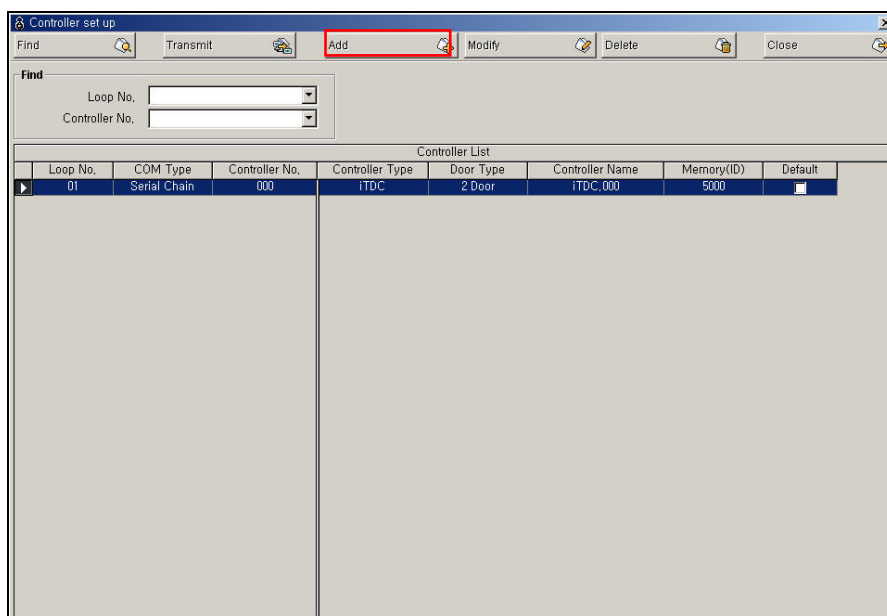 Controller set up
Find Transmit Add Modify Delete Close
Find
Loop No.
Controller No.
Controller List
Loop No. COM Type Controller No. Controller Type Door Type Controller Name Memory(ID) Default
01 Serial Chain 000 iTDC 2 Door iTDC.000 5000